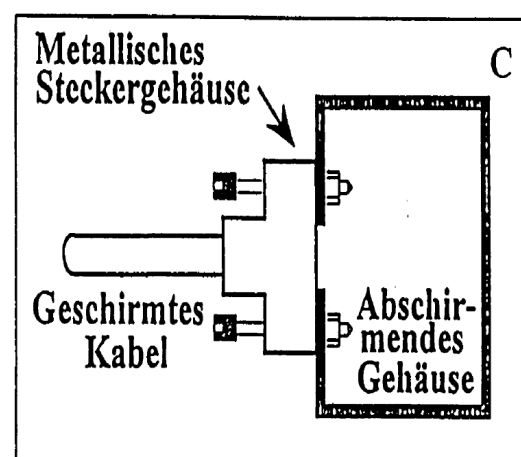 Metallisches
Steckergehäuse
C
Geschirmtes
Kabel
Abschir-
mendes
Gehäuse